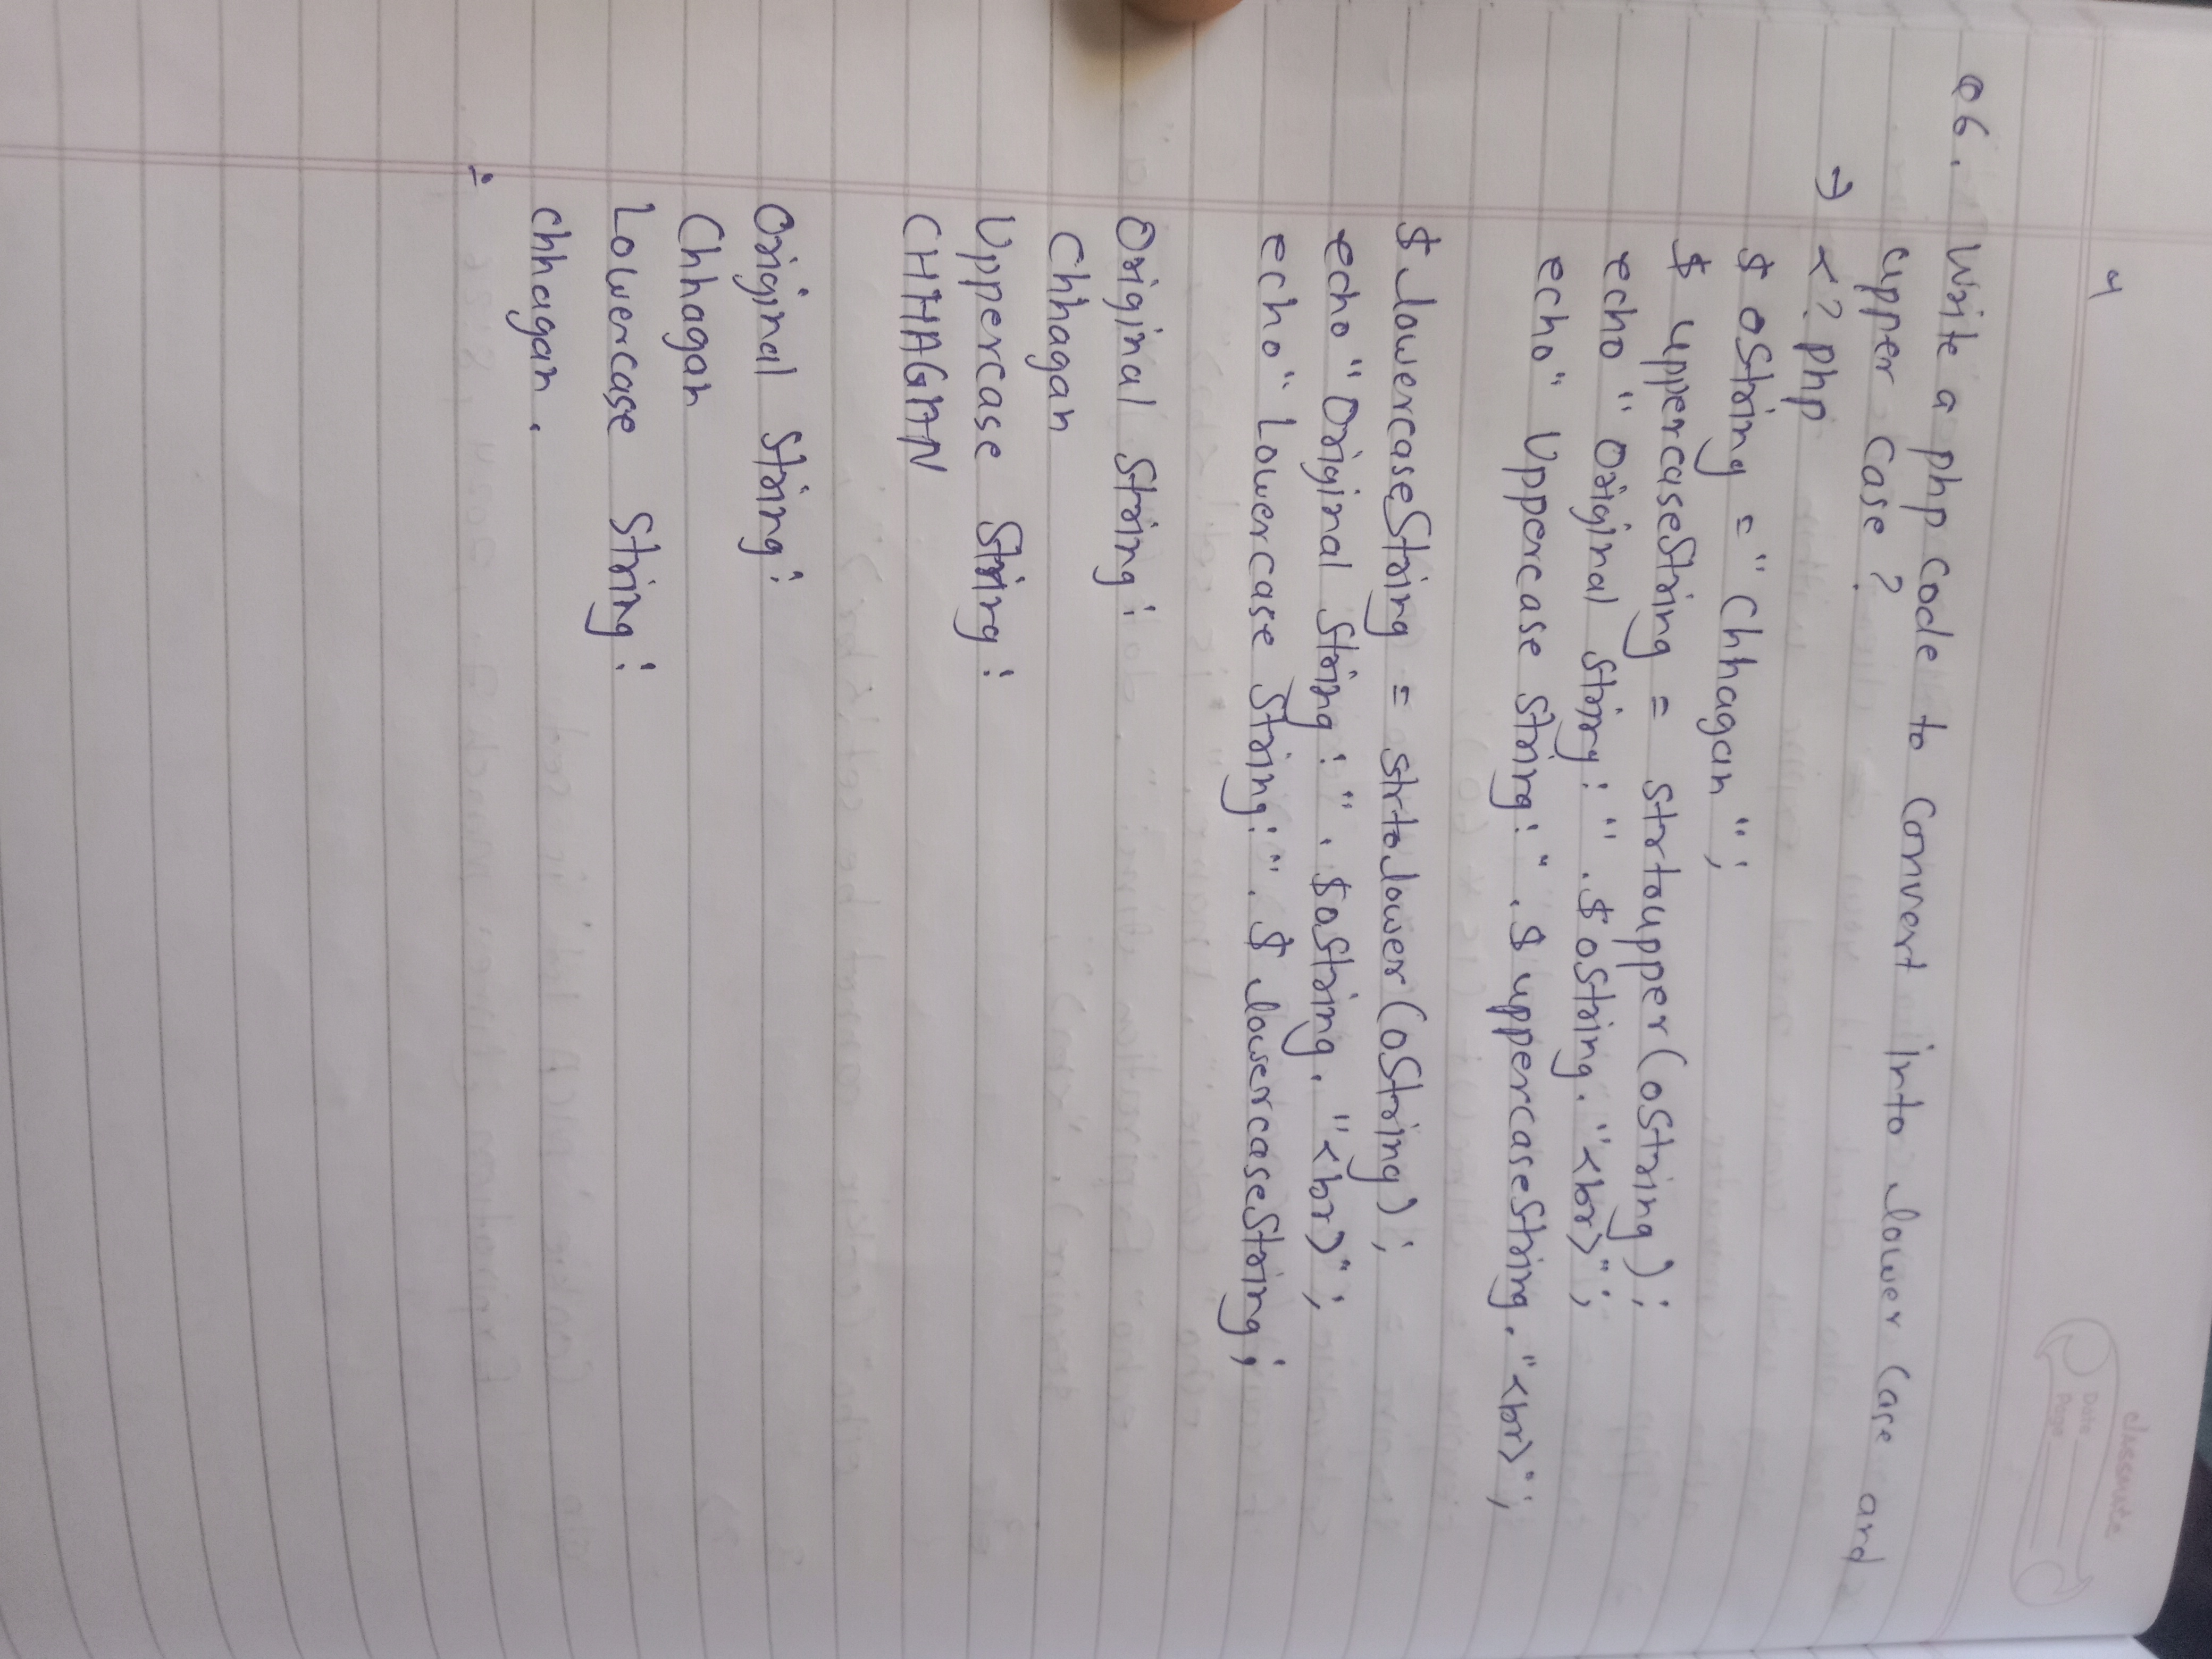 4
classmate
Date
Page
Q6. Write a php code to Convert into lower Case and
upper Case ?
→ <?php
$ oString = "Chhagan";
$ uppercaseString = strtoupper(oString);
echo "Original String:" . $oString. "<br>";
echo "Uppercase String:" . $uppercaseString. "<br>";
$ lowercaseString = strtolower(oString);
echo "Original String:" . $oString. "<br>";
echo "Lowercase String:" . $lowercaseString;
Original String:
Chhagan
Uppercase String:
CHHAGAN
Original String:
Chhagan
Lowercase String:
chhagan.